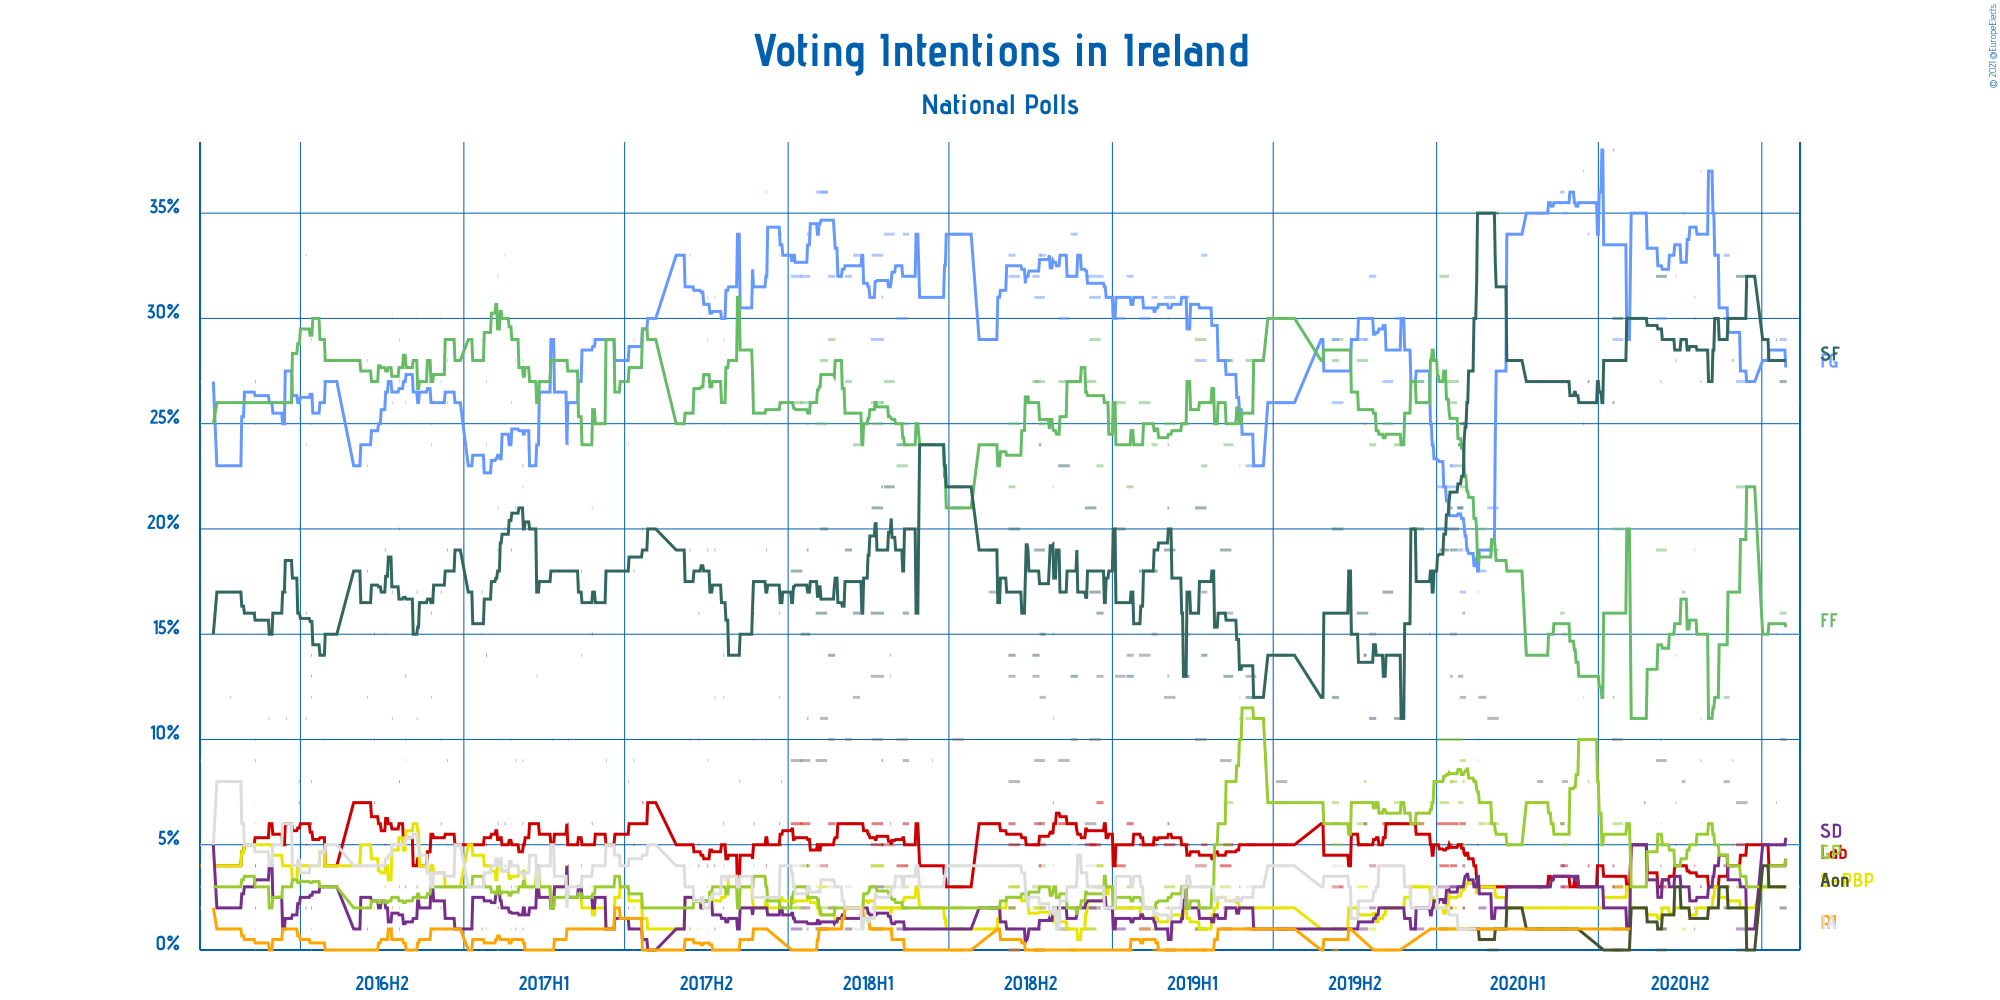 Voting Intentions in Ireland
National Polls
© 2021 @EuropeElects
35%
30%
25%
20%
15%
10%
5%
0%
SF
FG
FF
SD
GP
Lab
Aon PBP
2016H2 2017H1 2017H2 2018H1 2018H2 2019H1 2019H2 2020H1 2020H2